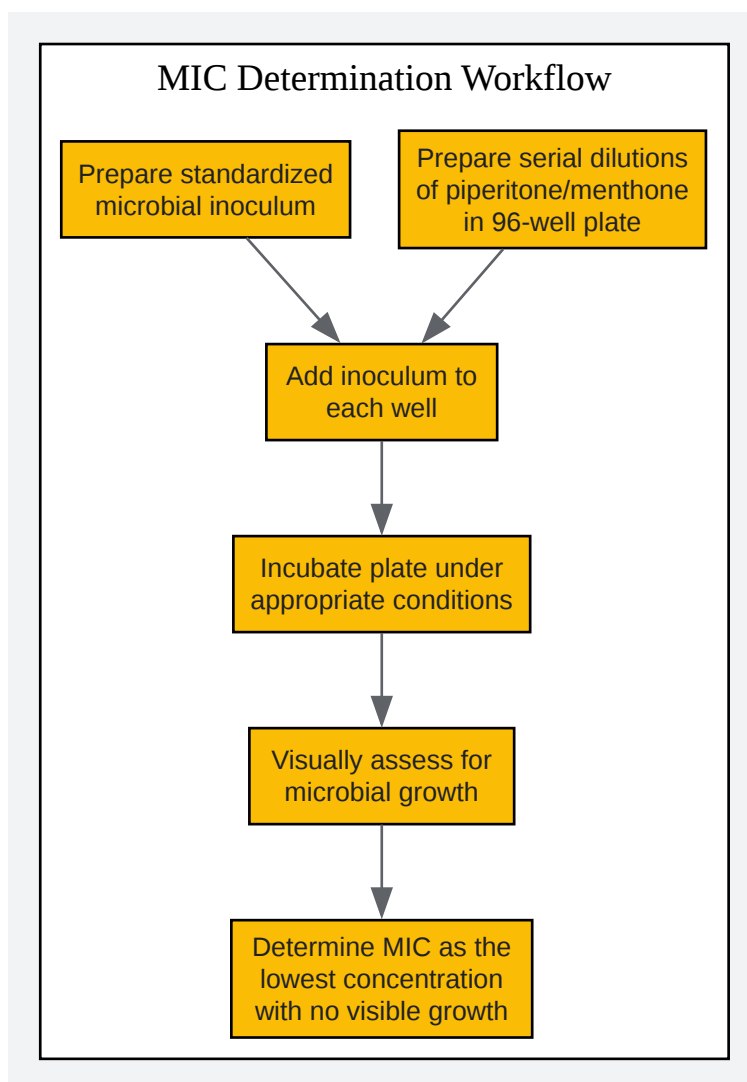 MIC Determination Workflow
Prepare standardized
microbial inoculum
Prepare serial dilutions
of piperitone/menthone
in 96-well plate
Add inoculum to
each well
Incubate plate under
appropriate conditions
Visually assess for
microbial growth
Determine MIC as the
lowest concentration
with no visible growth